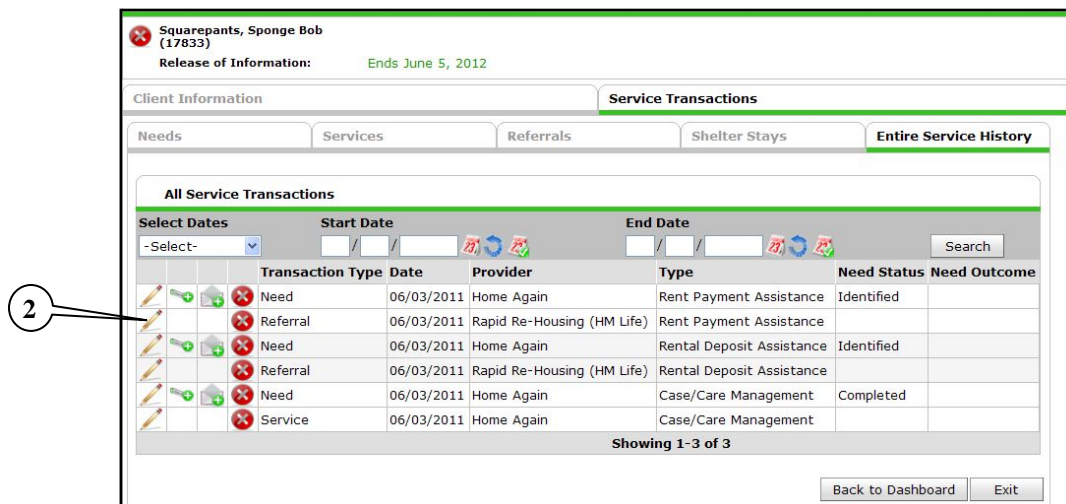 Squarepants, Sponge Bob
(17833)
Release of Information: Ends June 5, 2012
Client Information Service Transactions
Needs Services Referrals Shelter Stays Entire Service History
All Service Transactions
Select Dates Start Date End Date
-Select- / / 23 23 / / 23 23 Search
Transaction Type Date Provider Type Need Status Need Outcome
Need 06/03/2011 Home Again Rent Payment Assistance Identified
2
Referral 06/03/2011 Rapid Re-Housing (HM Life) Rent Payment Assistance
Need 06/03/2011 Home Again Rental Deposit Assistance Identified
Referral 06/03/2011 Rapid Re-Housing (HM Life) Rental Deposit Assistance
Need 06/03/2011 Home Again Case/Care Management Completed
Service 06/03/2011 Home Again Case/Care Management
Showing 1-3 of 3
Back to Dashboard Exit